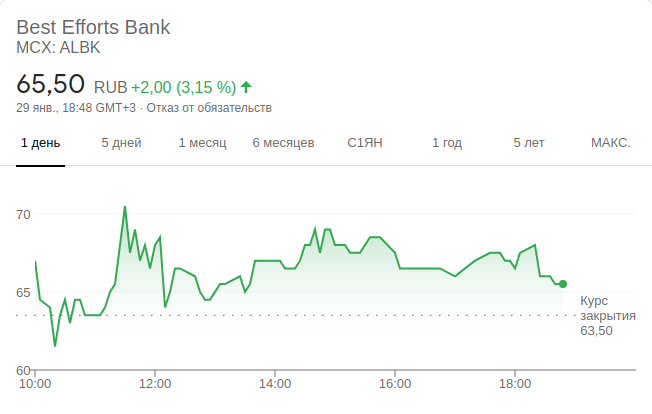 Best Efforts Bank
MCX: ALBK
65,50 RUB +2,00 (3,15 %)
29 янв., 18:48 GMT+3 · Отказ от обязательств
1 день 5 дней 1 месяц 6 месяцев С1ЯН 1 год 5 лет МАКС.
70
65
60
Курс
закрытия
63,50
10:00 12:00 14:00 16:00 18:00